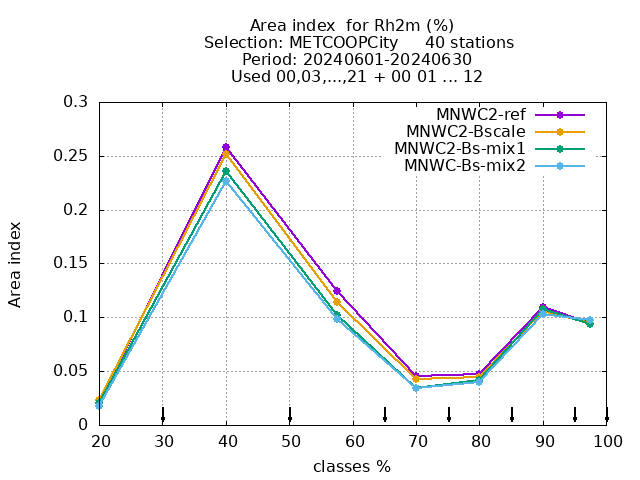 Area index  for Rh2m (%)
Selection: METCOOPCity     40 stations
Period: 20240601-20240630
Used 00,03,...,21 + 00 01 ... 12
MNWC2-ref
MNWC2-Bscale
MNWC2-Bs-mix1
MNWC-Bs-mix2
0.3
0.25
0.2
0.15
0.1
0.05
0
Area index
20 30 40 50 60 70 80 90 100
classes %